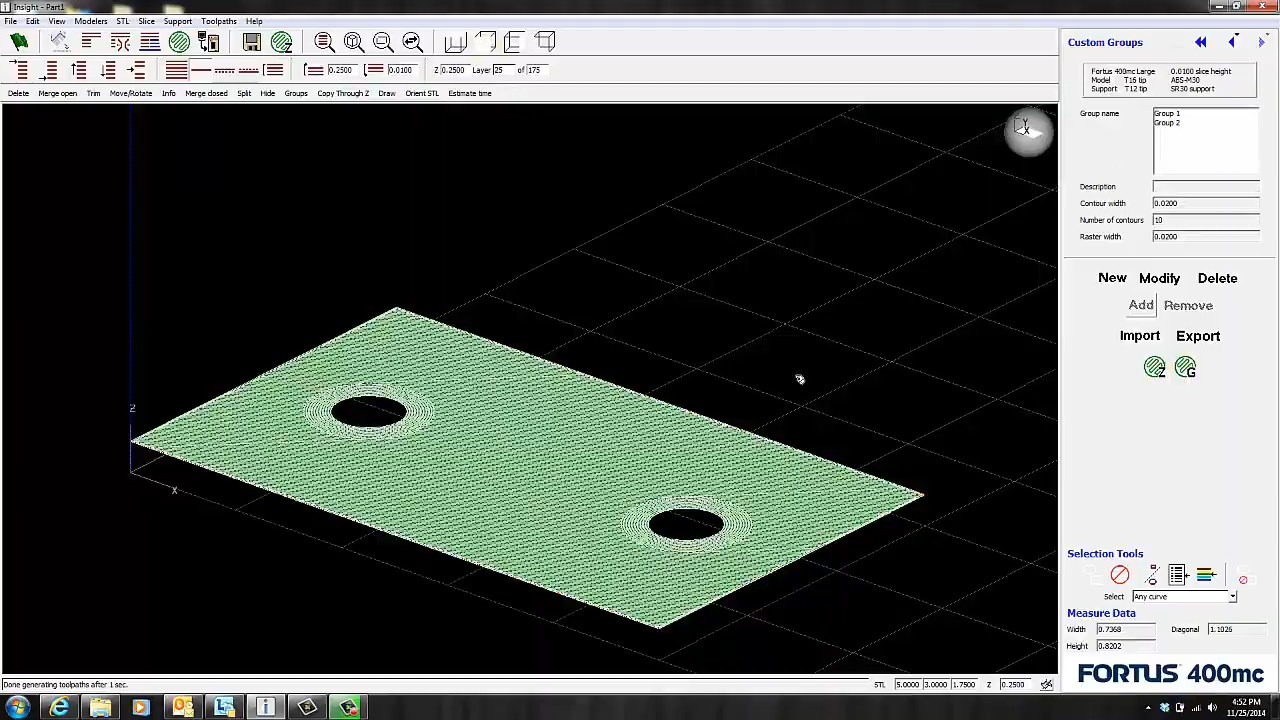 Insight - Part1
File Edit View Models STL Slice Support Toolpaths Help
0.2500 0.0100 Z 0.2500 Layer 25 of 175
Delete Merge open Trim Move/Rotate Info Merge closed Split Hide Groups Copy Through Z Draw Orient STL Estimate time
Custom Groups
Fortus 400mc Large 0.0100 slice height
Model T16 tip ABS-M30
Support T12 tip SR30 support
Group name Group 1
Group 2
Description
Contour width 0.0200
Number of contours 10
Raster width 0.0200
New Modify Delete
Add Remove
Import Export
Z G
Z
X
Y
X
Selection Tools
Select Any curve
Measure Data
Width 0.7368 Diagonal 1.1026
Height 0.8202
FORTUS 400mc
Done generating toolpaths after 1 sec.
STL 5.0000 3.0000 1.7500 Z 0.2500
4:52 PM
11/25/2014